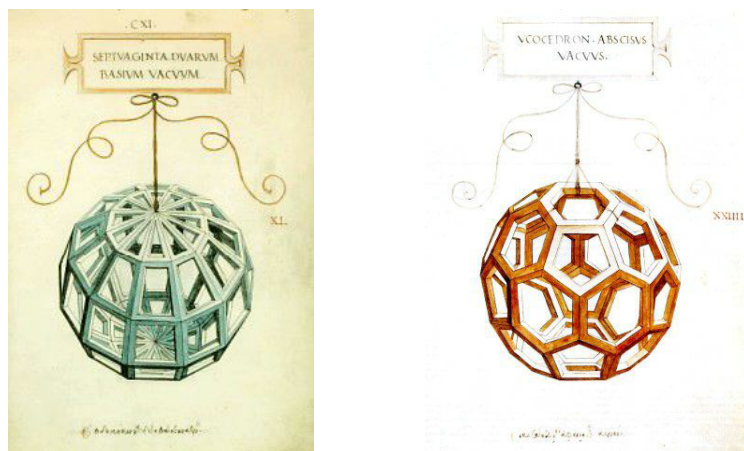 .CXI.
SEPTVAGINTA.DVARVM.
BASIVM VACVVM.
XL.
YCOCEDRON·ABSCISVS
VACVVS·
XXIIII